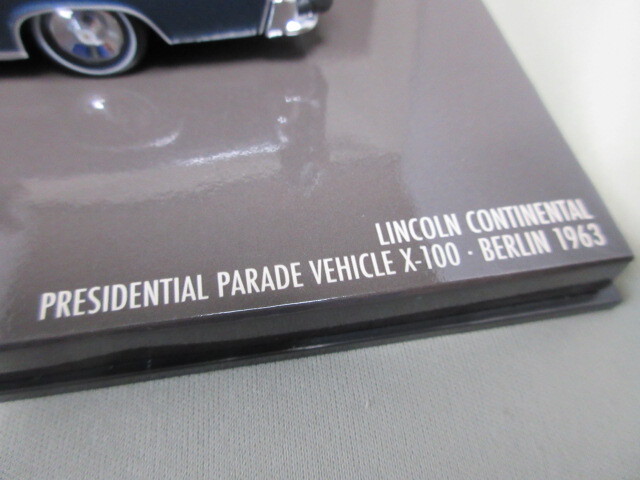 LINCOLN CONTINENTAL
PRESIDENTIAL PARADE VEHICLE X-100 · BERLIN 1963